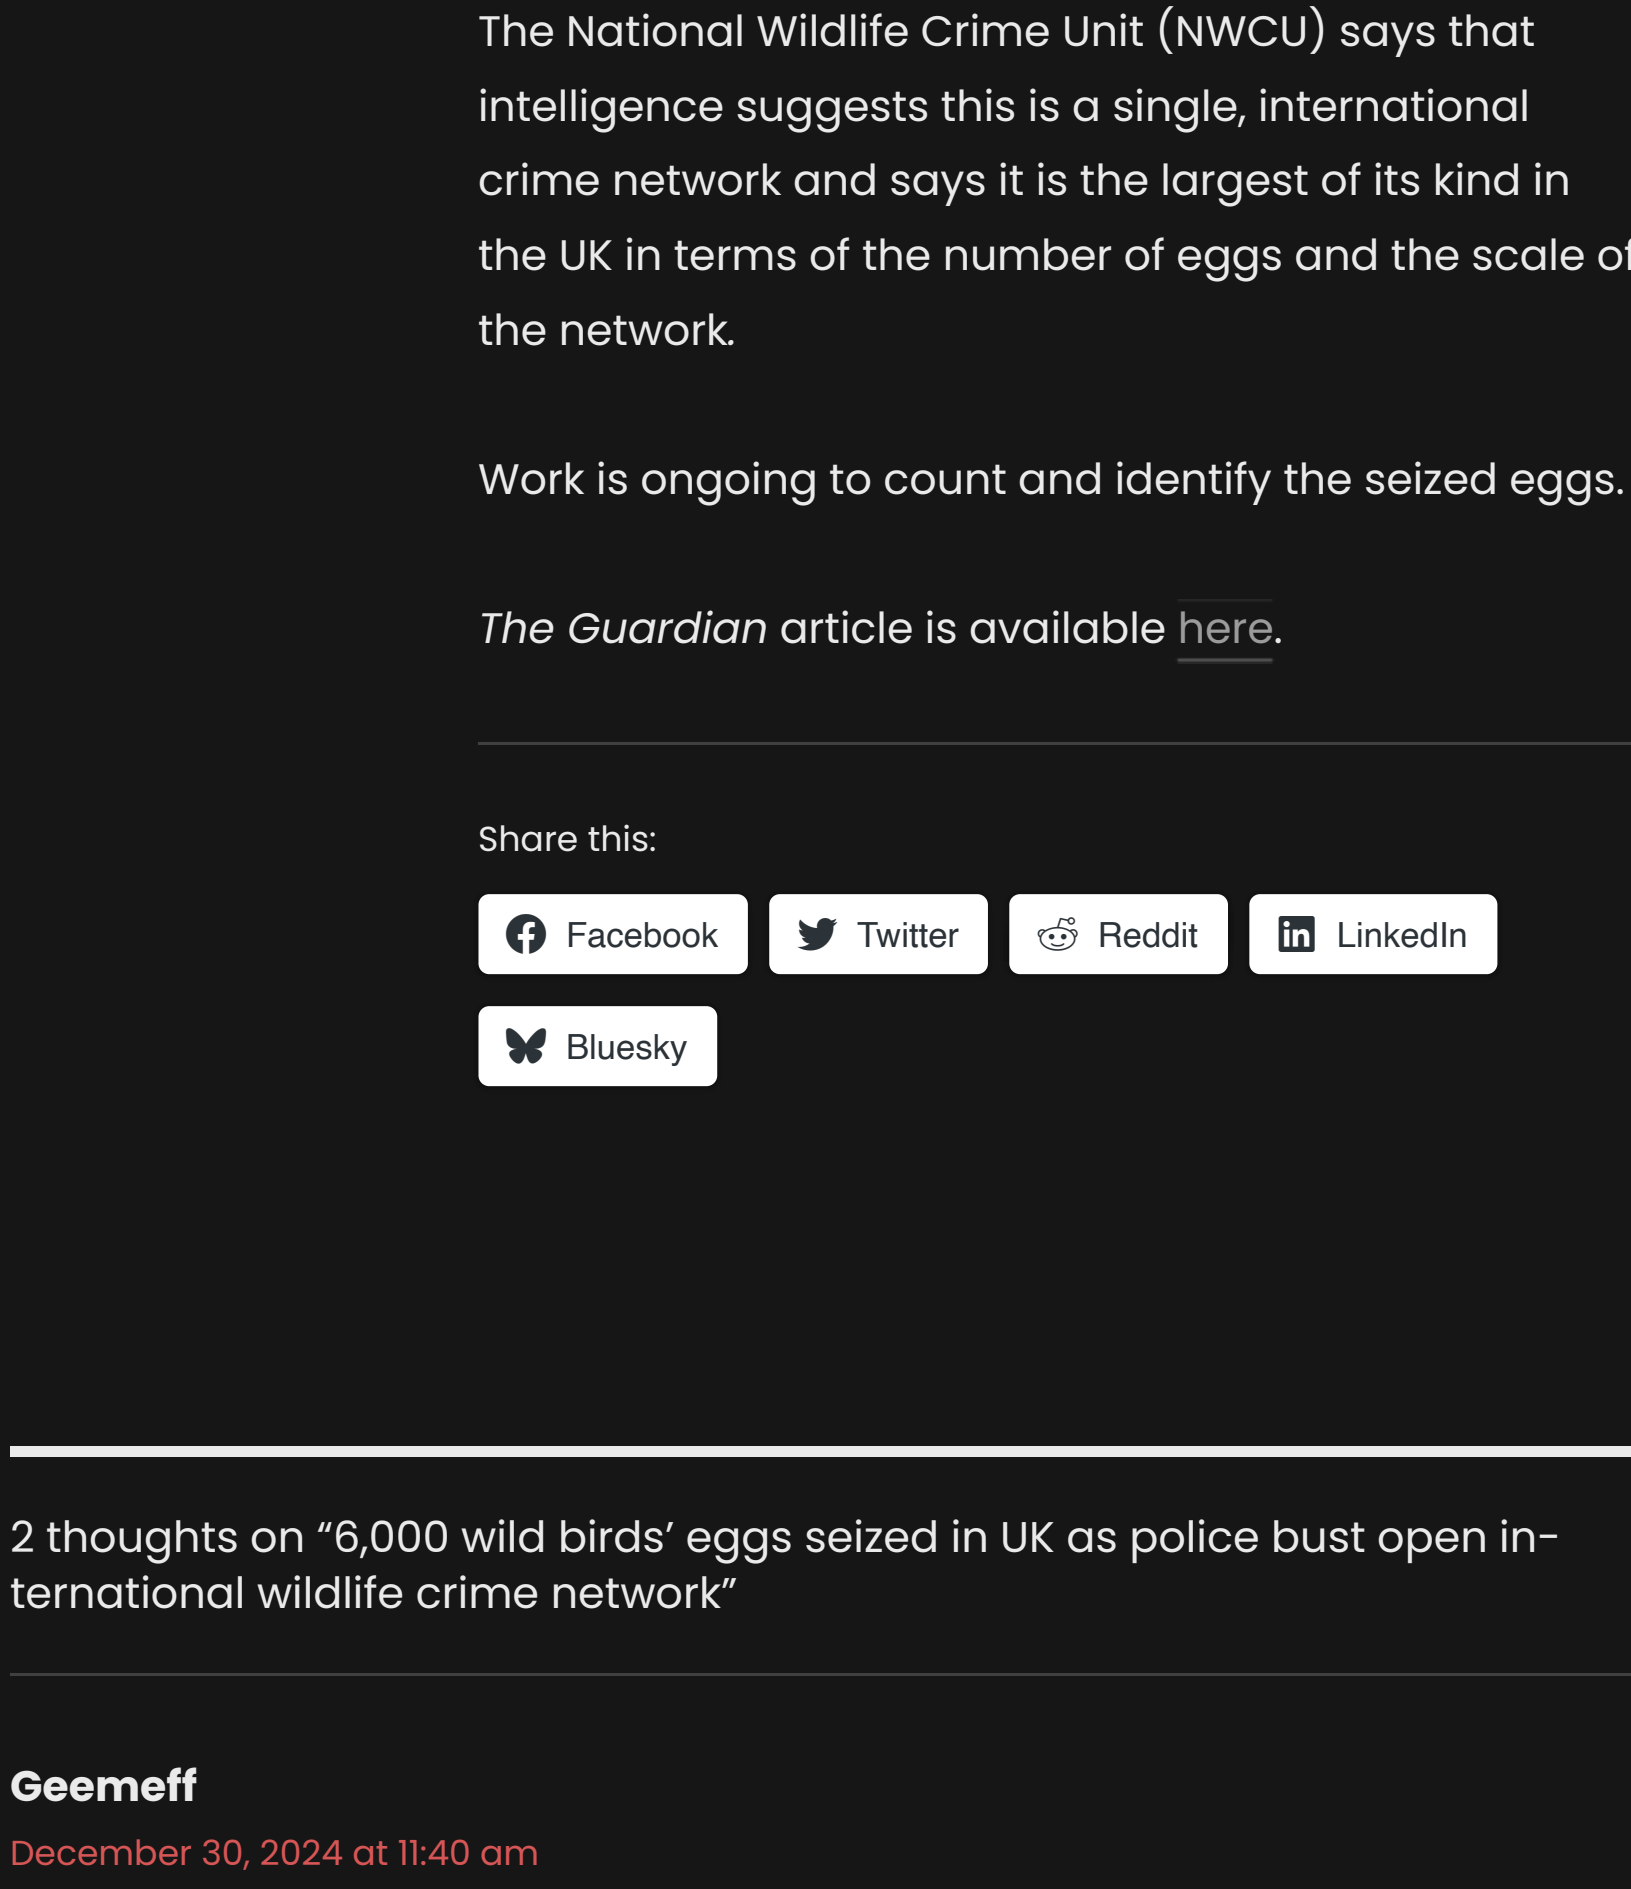 The National Wildlife Crime Unit (NWCU) says that
intelligence suggests this is a single, international
crime network and says it is the largest of its kind in
the UK in terms of the number of eggs and the scale of
the network.
Work is ongoing to count and identify the seized eggs.
The Guardian article is available here.
Share this:
Facebook Twitter Reddit LinkedIn
Bluesky
2 thoughts on “6,000 wild birds’ eggs seized in UK as police bust open in-
ternational wildlife crime network”
Geemeff
December 30, 2024 at 11:40 am